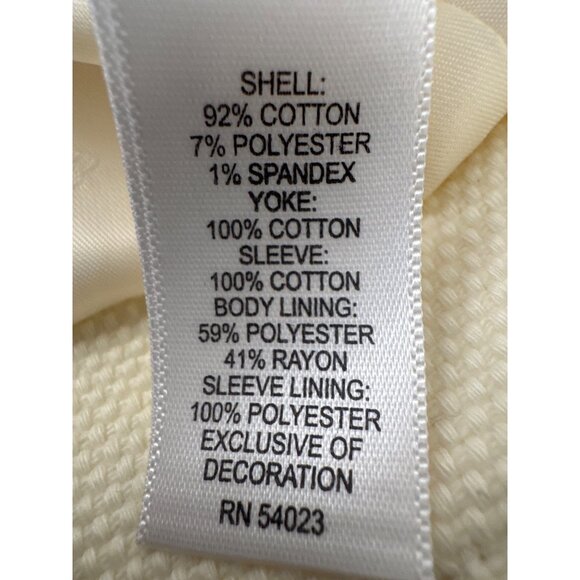 SHELL:
92% COTTON
7% POLYESTER
1% SPANDEX
YOKE:
100% COTTON
SLEEVE:
100% COTTON
BODY LINING:
59% POLYESTER
41% RAYON
SLEEVE LINING:
100% POLYESTER
EXCLUSIVE OF
DECORATION
RN 54023